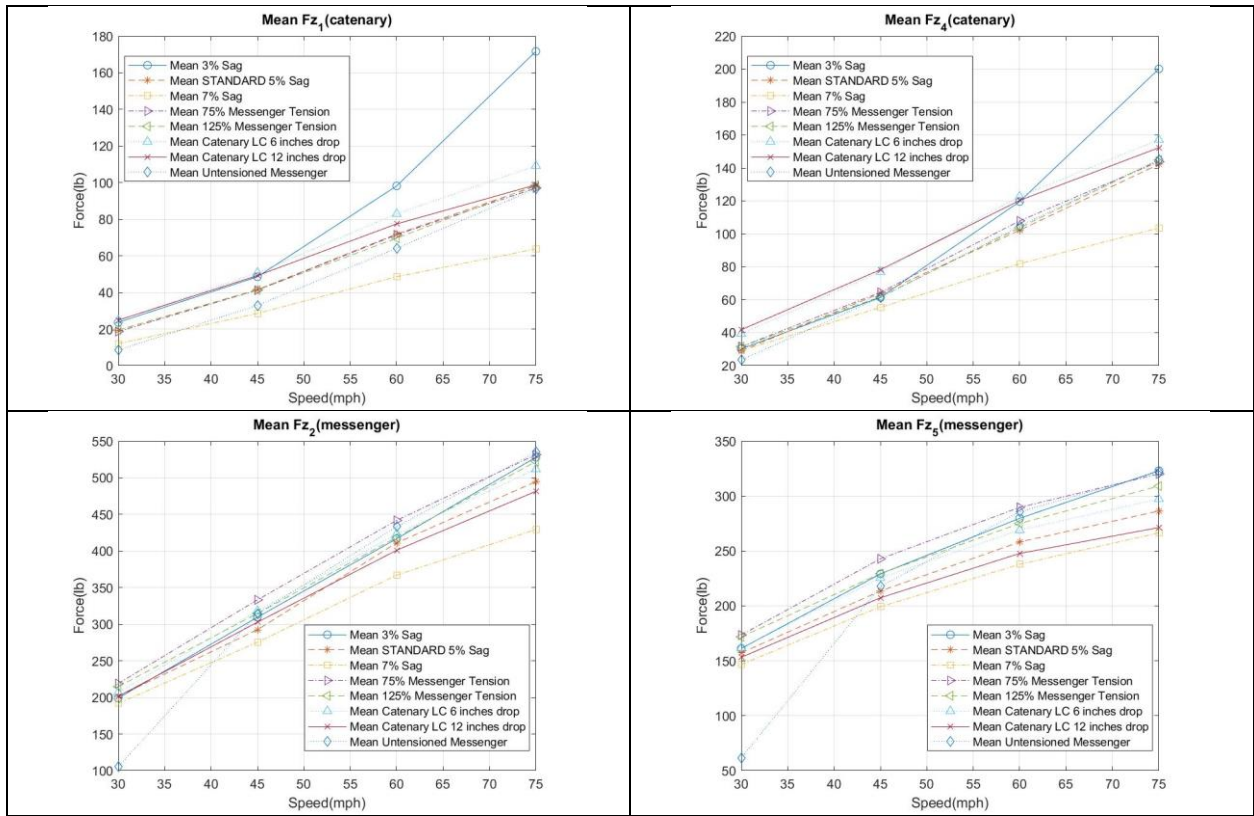 Mean Fz1(catenary)
180
160
140
120
100
80
60
40
20
0
Force(lb)
Mean 3% Sag
Mean STANDARD 5% Sag
Mean 7% Sag
Mean 75% Messenger Tension
Mean 125% Messenger Tension
Mean Catenary LC 6 inches drop
Mean Catenary LC 12 inches drop
Mean Untensioned Messenger
30 35 40 45 50 55 60 65 70 75
Speed(mph)
Mean Fz4(catenary)
220
200
180
160
140
120
100
80
60
40
20
Force(lb)
Mean 3% Sag
Mean STANDARD 5% Sag
Mean 7% Sag
Mean 75% Messenger Tension
Mean 125% Messenger Tension
Mean Catenary LC 6 inches drop
Mean Catenary LC 12 inches drop
Mean Untensioned Messenger
30 35 40 45 50 55 60 65 70 75
Speed(mph)
Mean Fz2(messenger)
550
500
450
400
350
300
250
200
150
100
Force(lb)
Mean 3% Sag
Mean STANDARD 5% Sag
Mean 7% Sag
Mean 75% Messenger Tension
Mean 125% Messenger Tension
Mean Catenary LC 6 inches drop
Mean Catenary LC 12 inches drop
Mean Untensioned Messenger
30 35 40 45 50 55 60 65 70 75
Speed(mph)
Mean Fz5(messenger)
350
300
250
200
150
100
50
Force(lb)
Mean 3% Sag
Mean STANDARD 5% Sag
Mean 7% Sag
Mean 75% Messenger Tension
Mean 125% Messenger Tension
Mean Catenary LC 6 inches drop
Mean Catenary LC 12 inches drop
Mean Untensioned Messenger
30 35 40 45 50 55 60 65 70 75
Speed(mph)